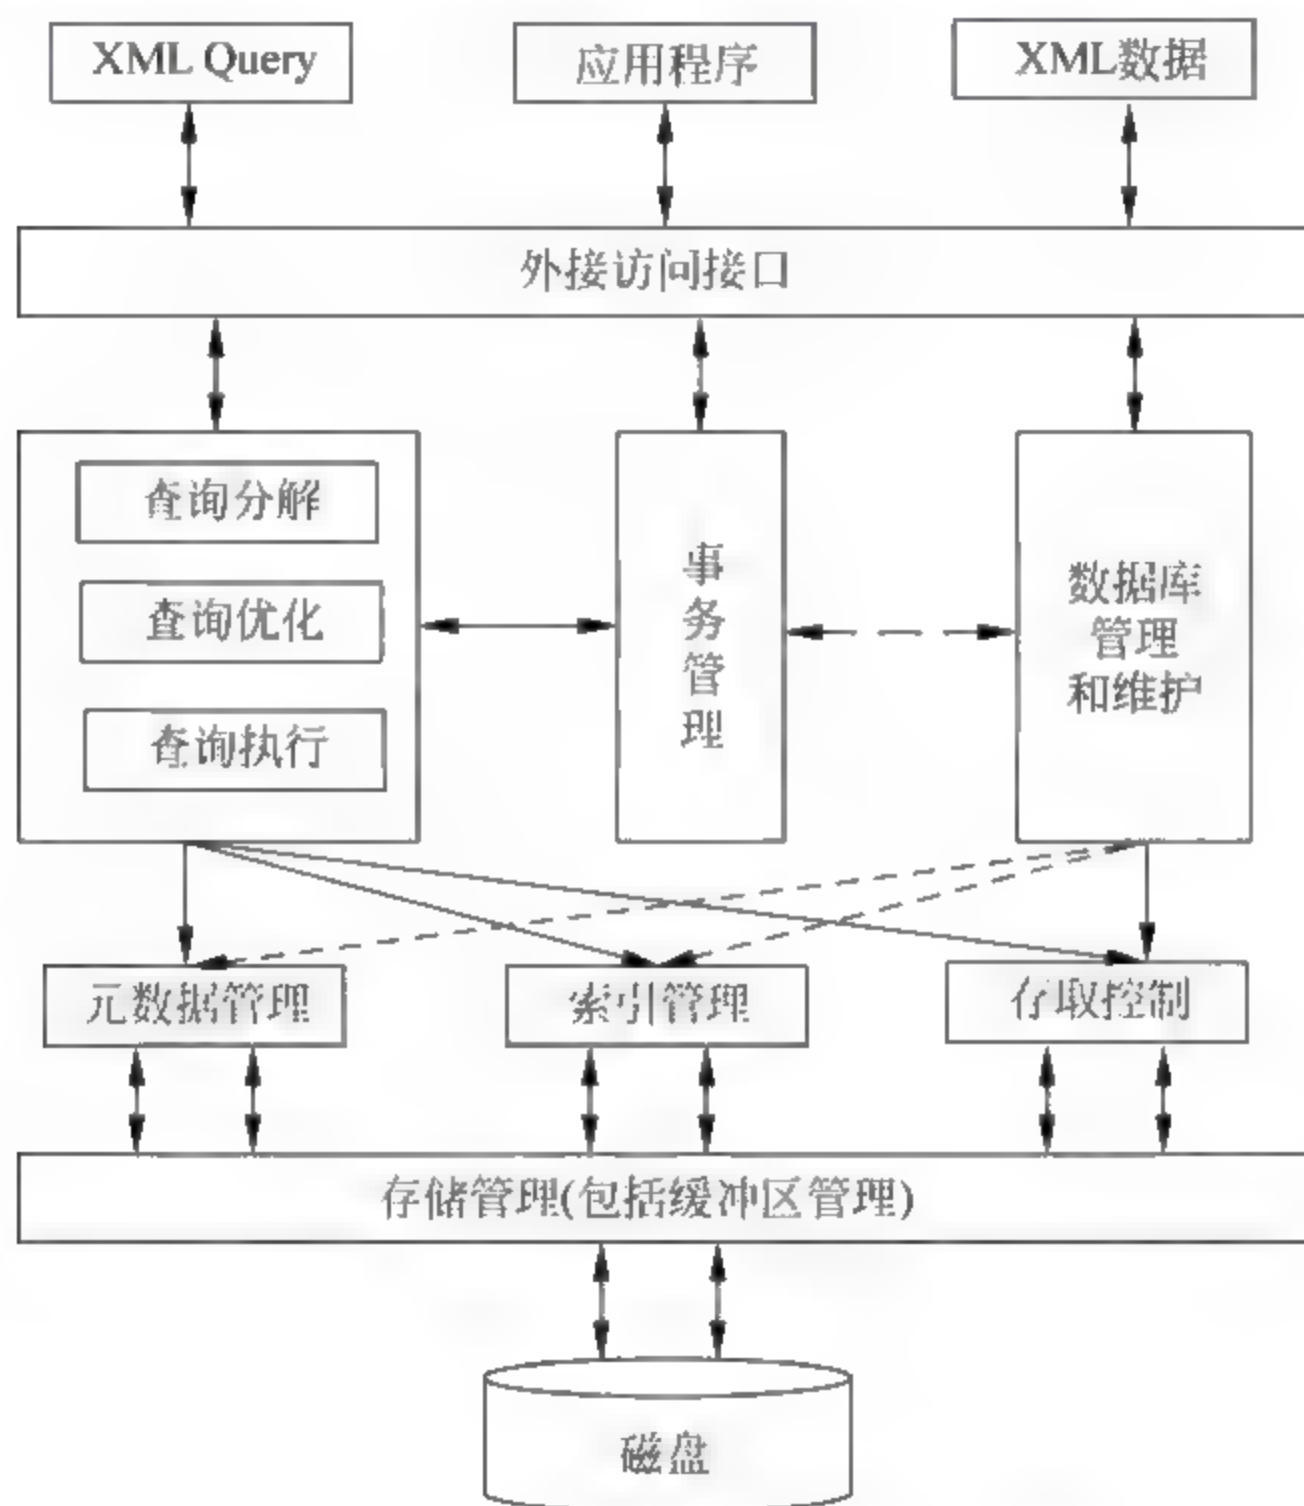 XML Query
应用程序
XML数据
外接访问接口
查询分解
查询优化
查询执行
事务管理
数据库
管理
和维护
元数据管理
索引管理
存取控制
存储管理(包括缓冲区管理)
磁盘